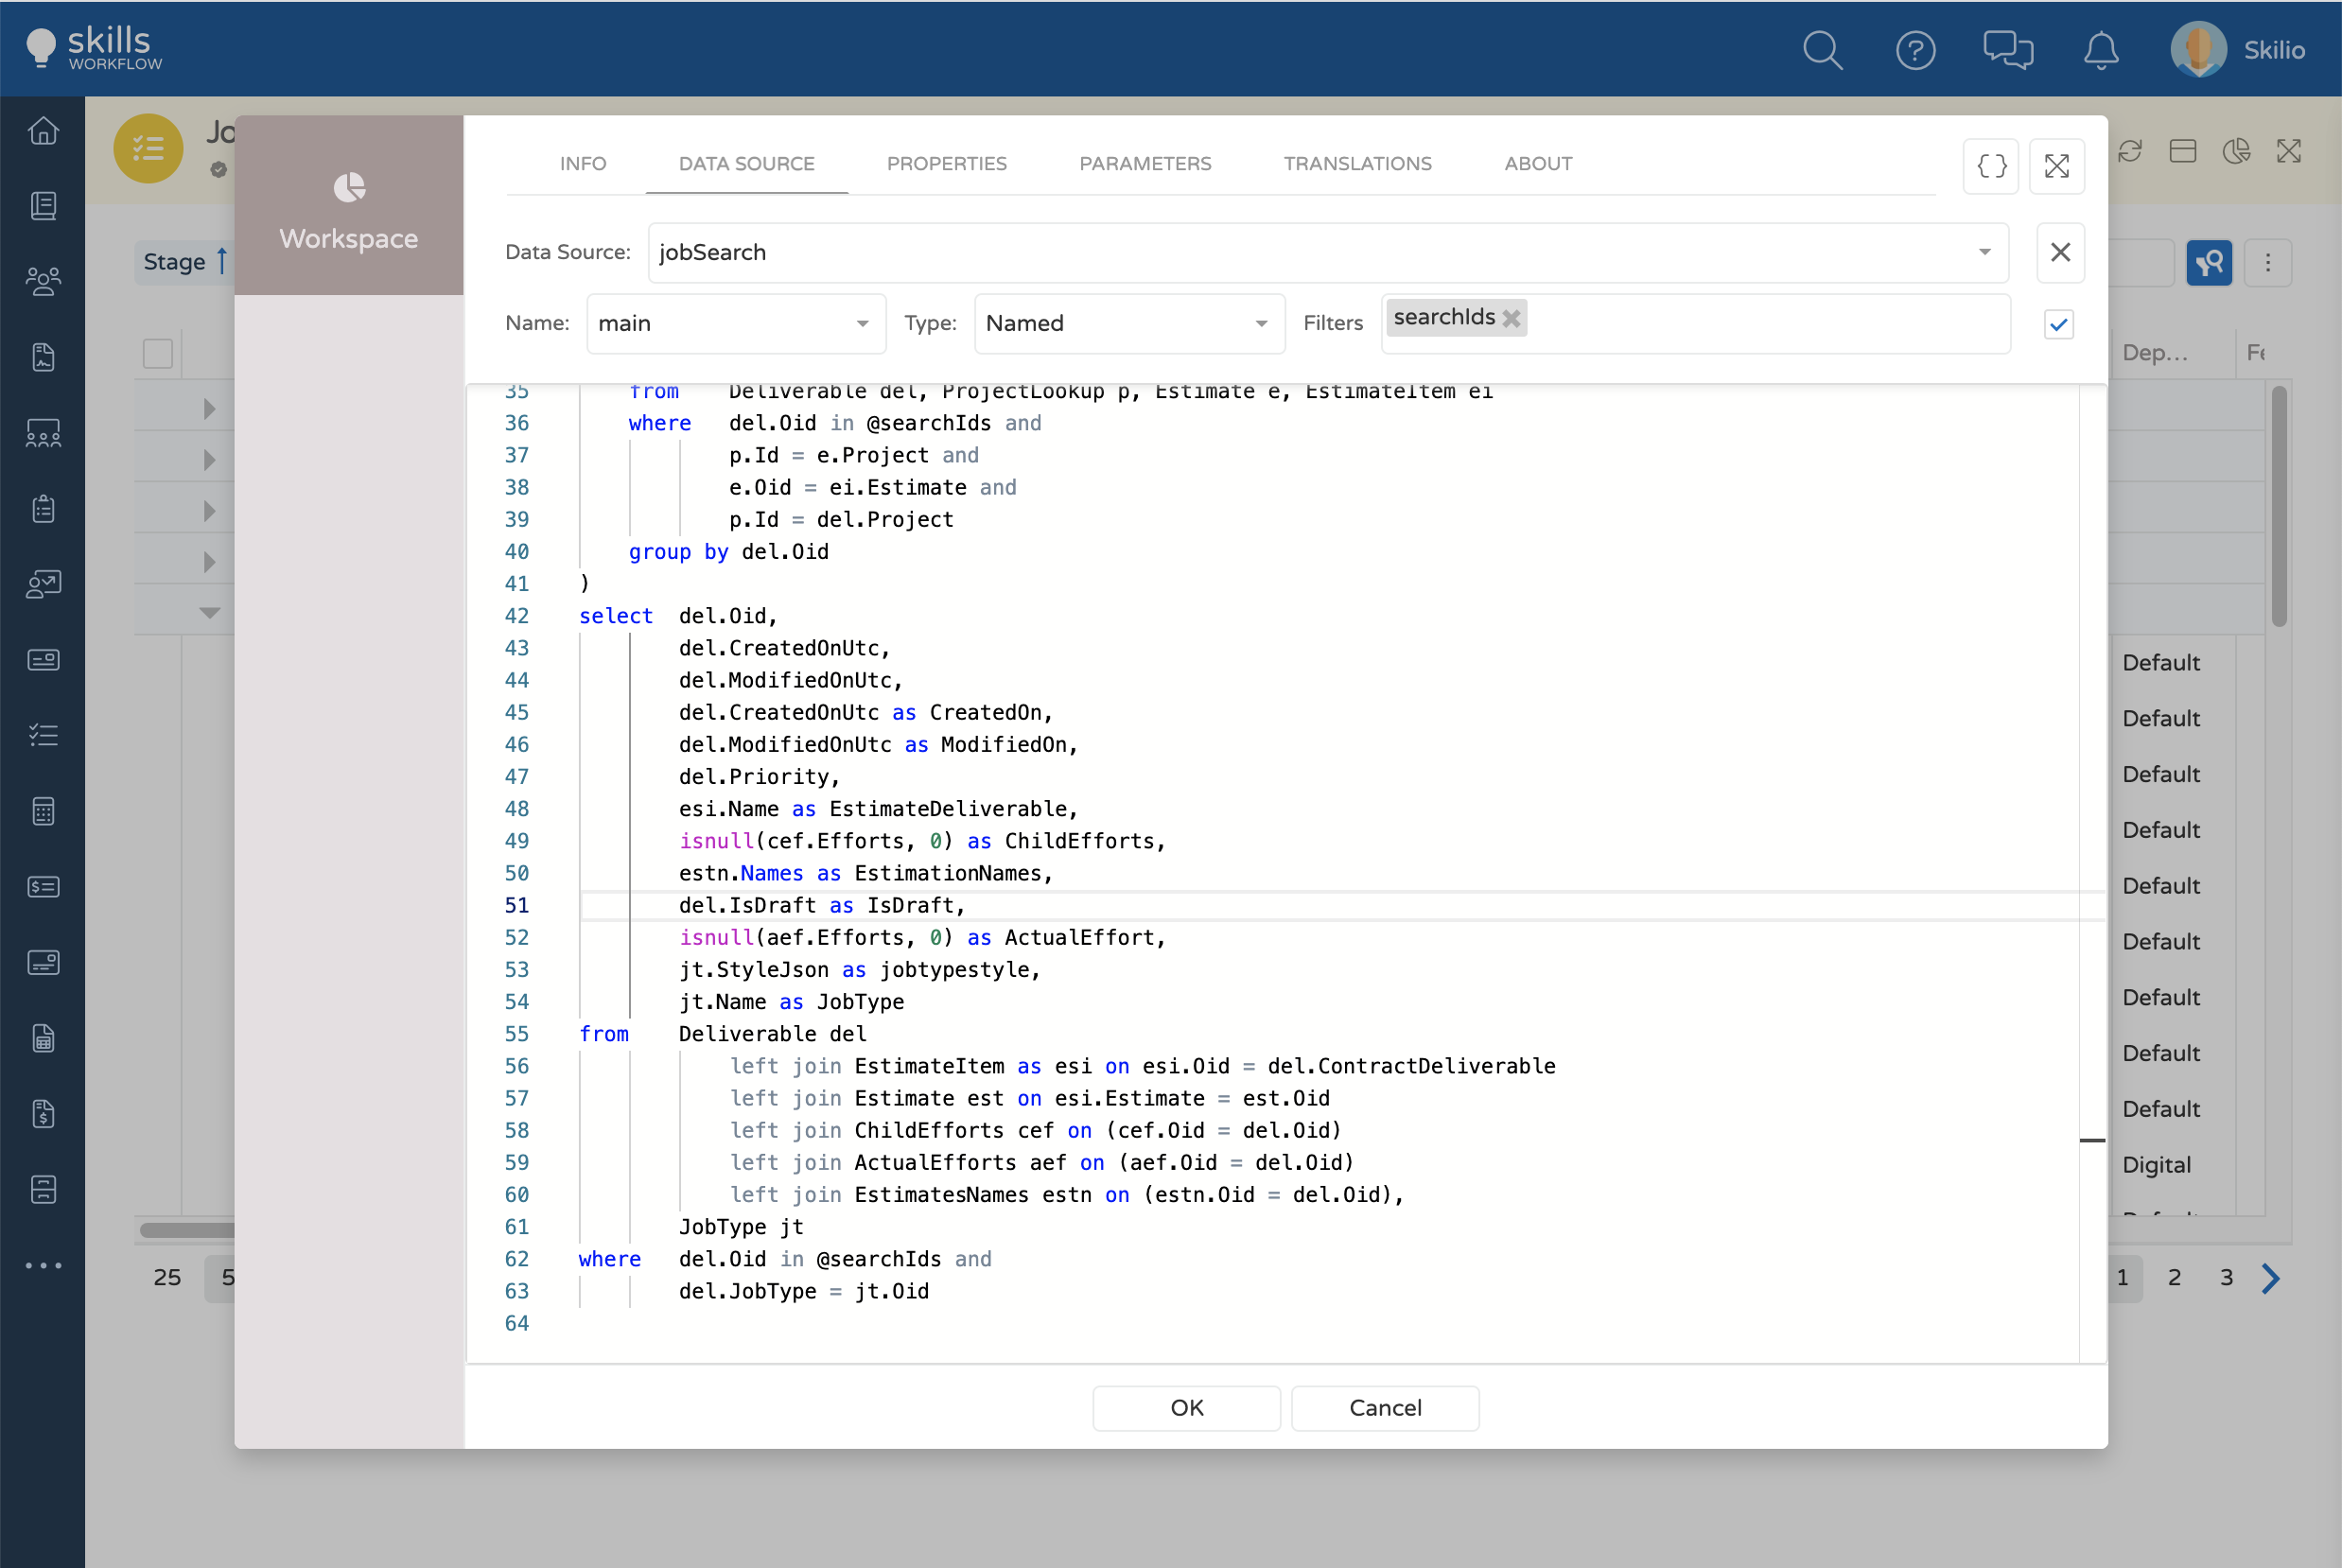 skills
WORKFLOW
Skilio
Jo
Workspace
INFO DATA SOURCE PROPERTIES PARAMETERS TRANSLATIONS ABOUT
{ }
Stage
Data Source: jobSearch
Name: main Type: Named Filters searchIds
Dep...
35 from Deliverable del, ProjectLookup p, Estimate e, EstimateItem ei
36 where del.Oid in @searchIds and
37 p.Id = e.Project and
38 e.Oid = ei.Estimate and
39 p.Id = del.Project
40 group by del.Oid
41 )
42 select del.Oid,
43 del.CreatedOnUtc,
44 del.ModifiedOnUtc,
45 del.CreatedOnUtc as CreatedOn,
46 del.ModifiedOnUtc as ModifiedOn,
47 del.Priority,
48 esi.Name as EstimateDeliverable,
49 isnull(cef.Efforts, 0) as ChildEfforts,
50 estn.Names as EstimationNames,
51 del.IsDraft as IsDraft,
52 isnull(aef.Efforts, 0) as ActualEffort,
53 jt.StyleJson as jobtypestyle,
54 jt.Name as JobType
55 from Deliverable del
56 left join EstimateItem as esi on esi.Oid = del.ContractDeliverable
57 left join Estimate est on esi.Estimate = est.Oid
58 left join ChildEfforts cef on (cef.Oid = del.Oid)
59 left join ActualEfforts aef on (aef.Oid = del.Oid)
60 left join EstimatesNames estn on (estn.Oid = del.Oid),
61 JobType jt
62 where del.Oid in @searchIds and
63 del.JobType = jt.Oid
64
Default
Default
Default
Default
Default
Default
Default
Default
Default
Digital
25 5
1 2 3
OK Cancel